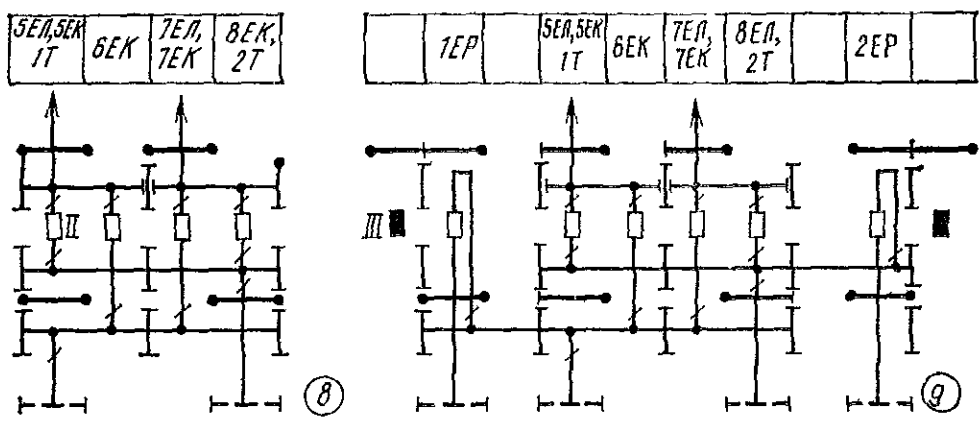 5ЕЛ,5ЕК 1Т
6ЕК
7ЕЛ, 7ЕК
8ЕК, 2Т
1ЕР
5ЕЛ,5ЕК 1Т
6ЕК
7ЕЛ, 7ЕК
8ЕЛ, 2Т
2ЕР
II
III
8
9